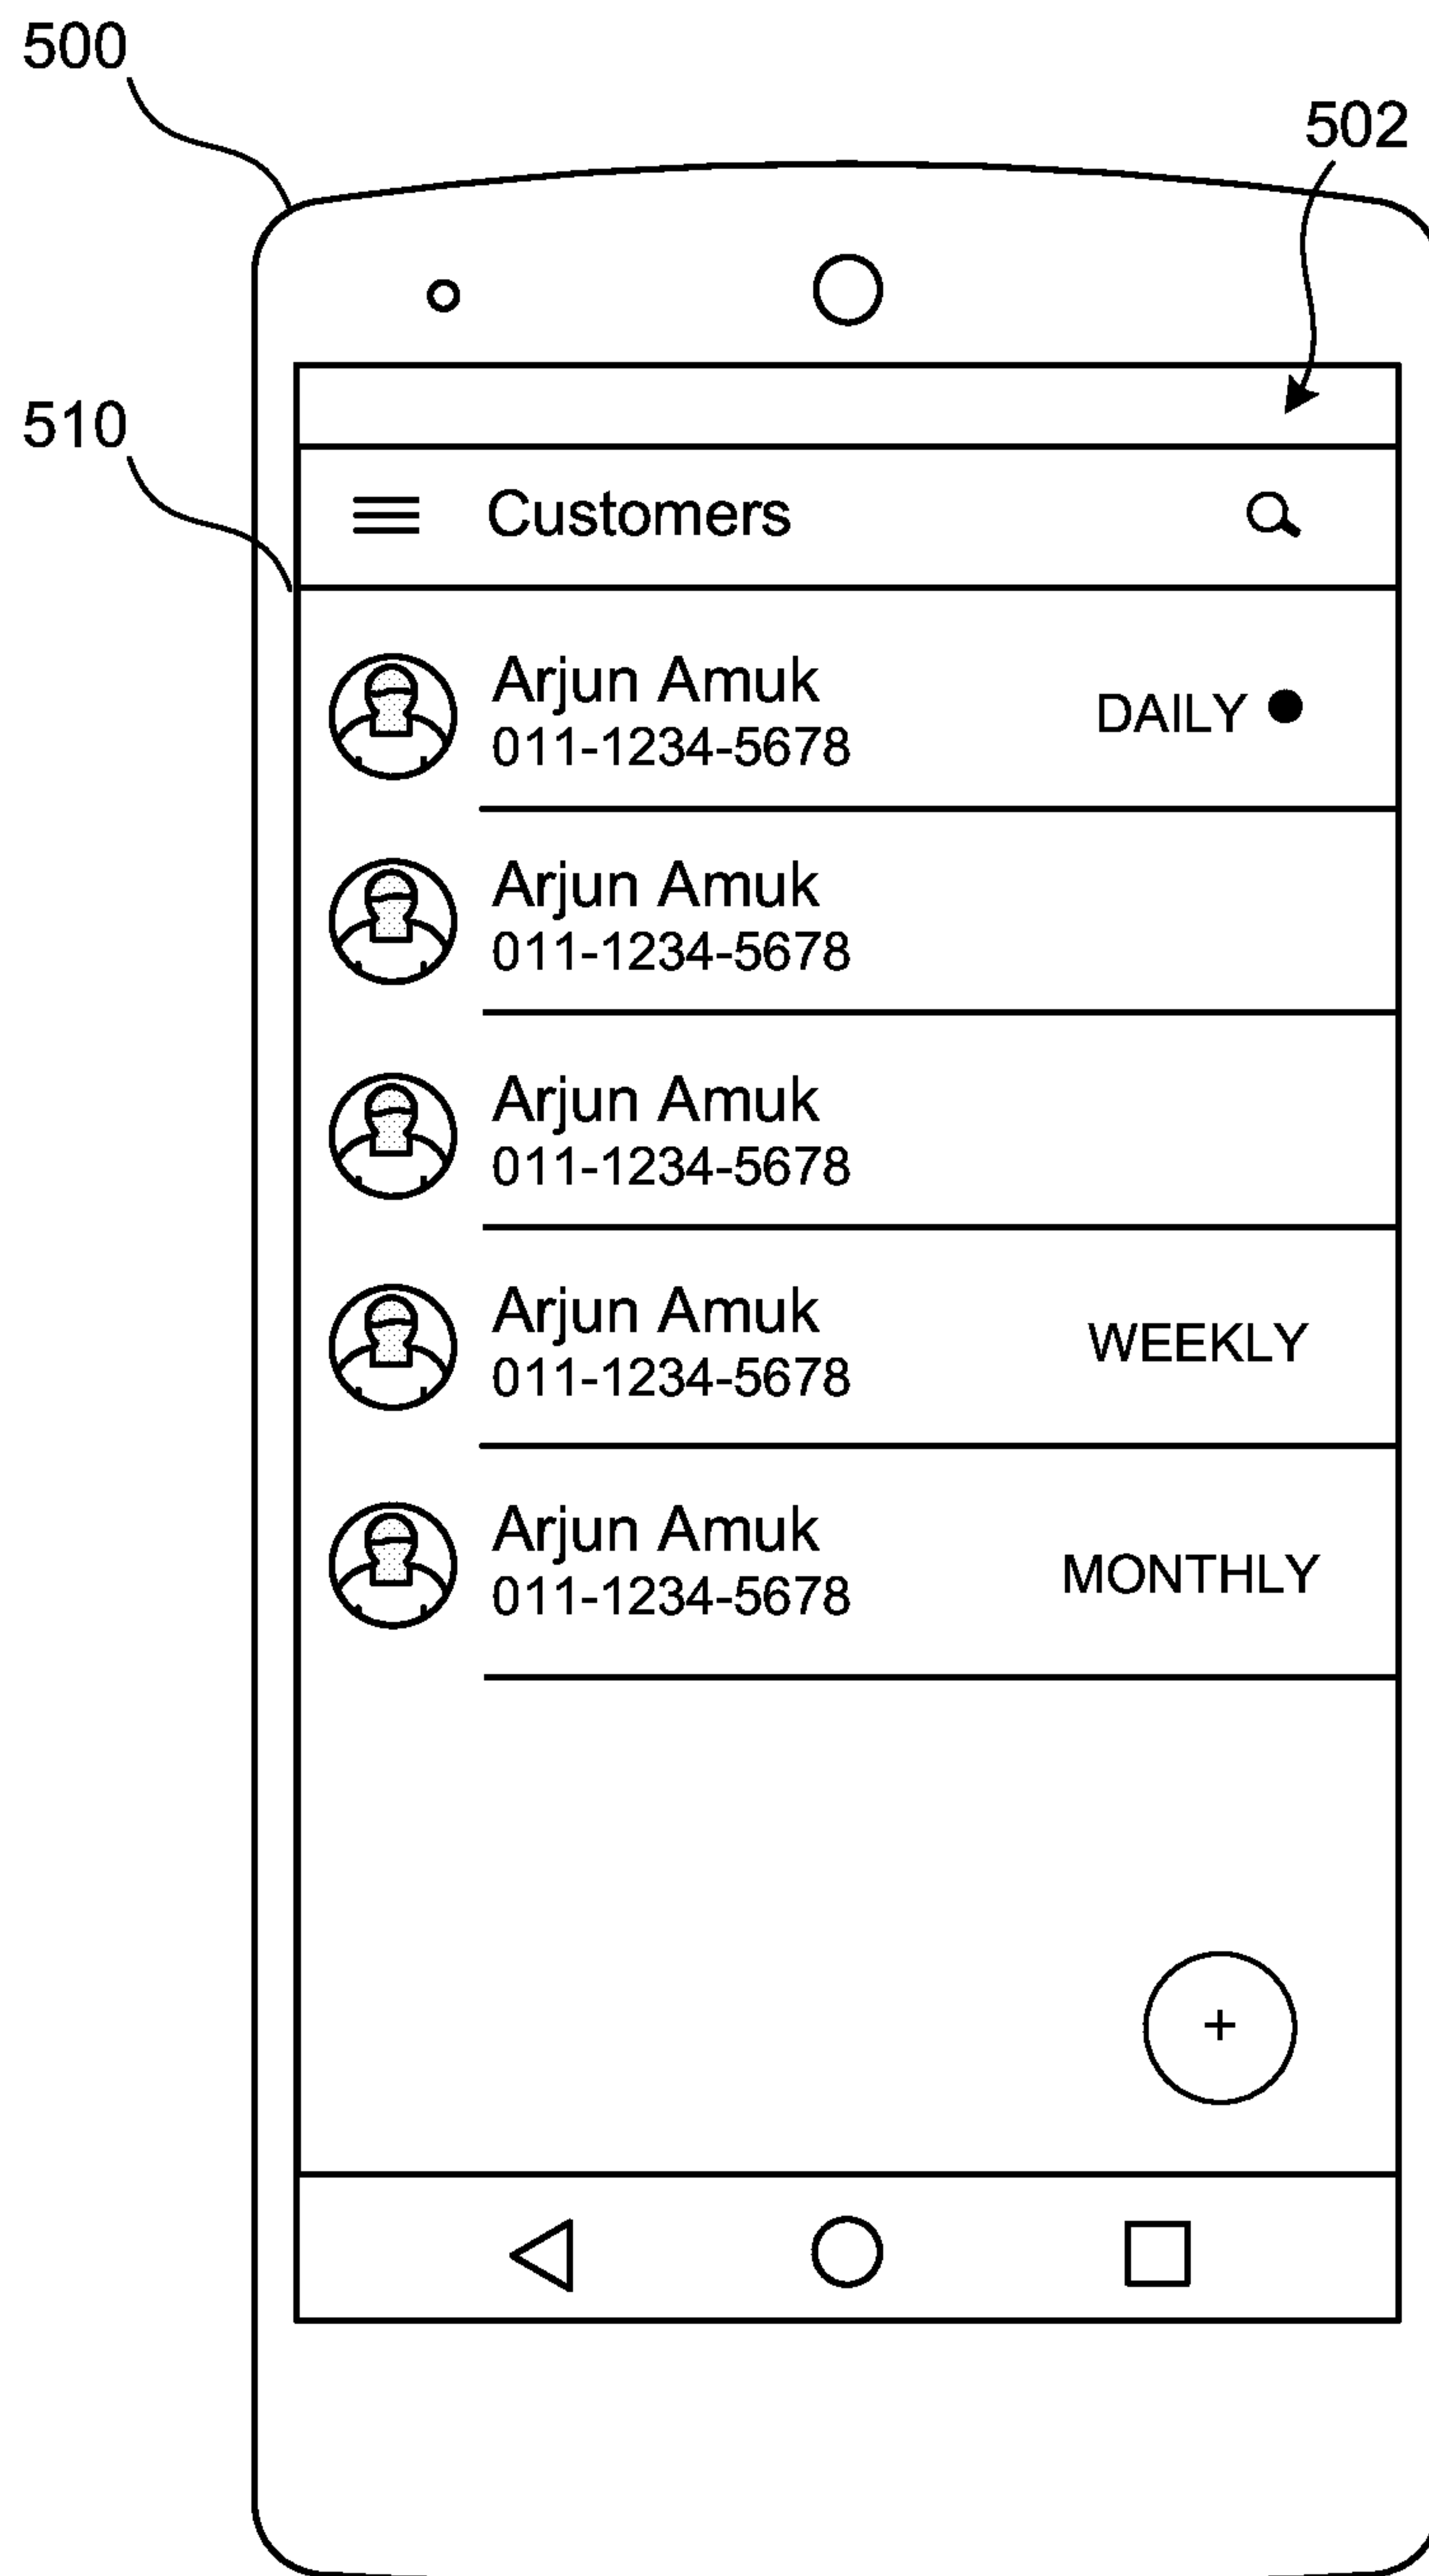 500
502
510
Customers
Arjun Amuk
011-1234-5678
DAILY
Arjun Amuk
011-1234-5678
Arjun Amuk
011-1234-5678
Arjun Amuk
011-1234-5678
WEEKLY
Arjun Amuk
011-1234-5678
MONTHLY
+